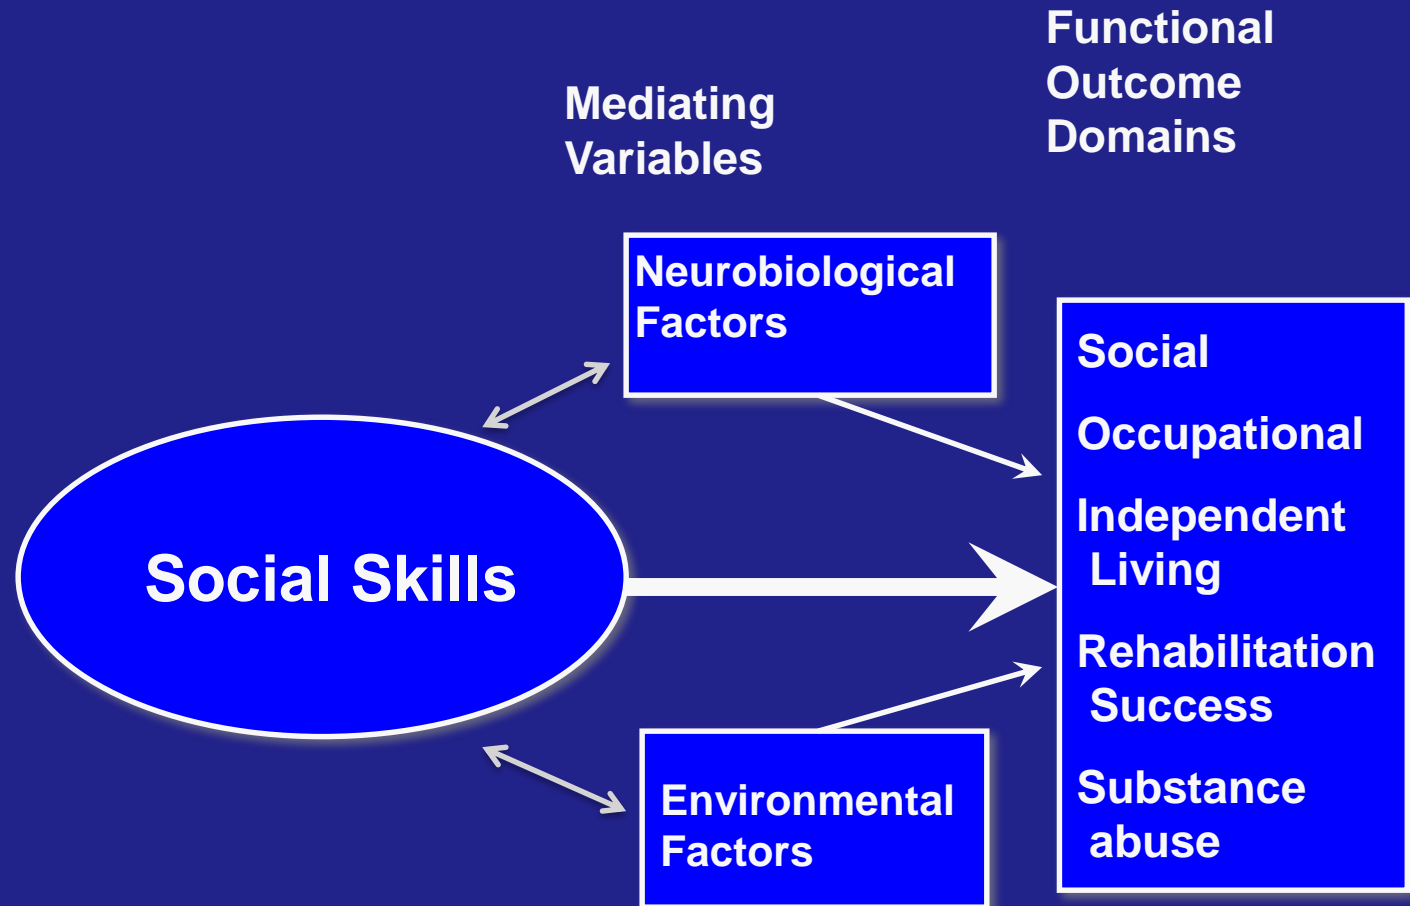 Functional
Outcome
Domains
Mediating
Variables
Neurobiological
Factors
Social Skills
Environmental
Factors
Social
Occupational
Independent
Living
Rehabilitation
Success
Substance
abuse